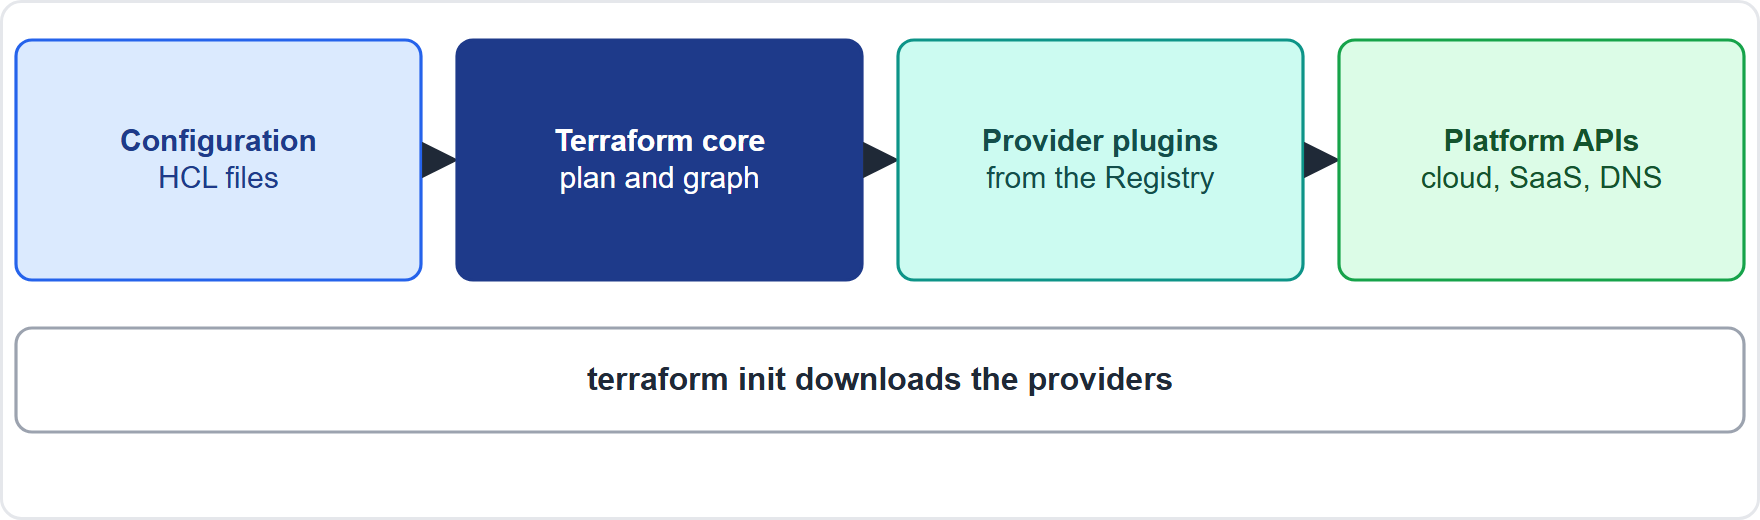 Configuration
HCL files
Terraform core
plan and graph
Provider plugins
from the Registry
Platform APIs
cloud, SaaS, DNS
terraform init downloads the providers